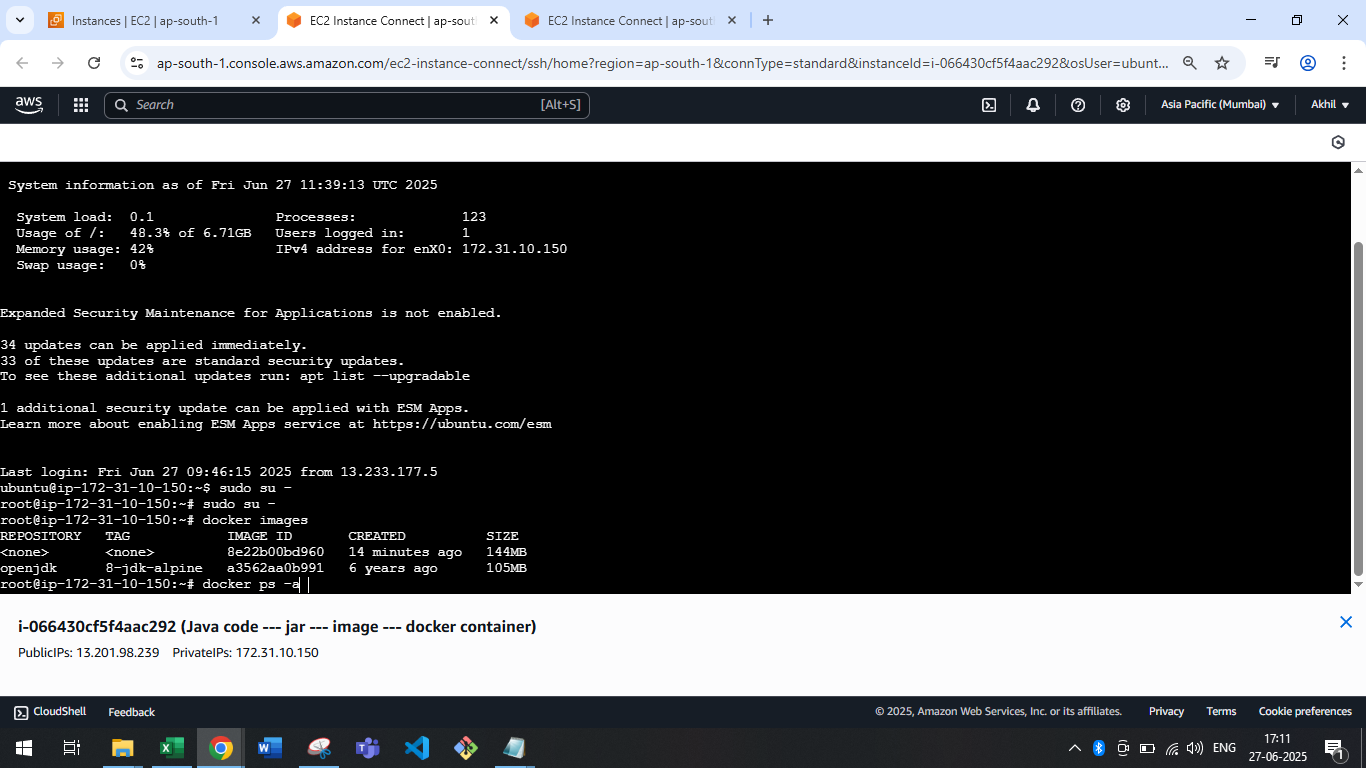 Instances | EC2 | ap-south-1
EC2 Instance Connect | ap-sout
EC2 Instance Connect | ap-sout
ap-south-1.console.aws.amazon.com/ec2-instance-connect/ssh/home?region=ap-south-1&connType=standard&instanceId=i-066430cf5f4aac292&osUser=ubunt...
aws
Search
[Alt+S]
Asia Pacific (Mumbai)
Akhil
System information as of Fri Jun 27 11:39:13 UTC 2025
System load: 0.1 Processes: 123
Usage of /: 48.3% of 6.71GB Users logged in: 1
Memory usage: 42% IPv4 address for enX0: 172.31.10.150
Swap usage: 0%
Expanded Security Maintenance for Applications is not enabled.
34 updates can be applied immediately.
33 of these updates are standard security updates.
To see these additional updates run: apt list --upgradable
1 additional security update can be applied with ESM Apps.
Learn more about enabling ESM Apps service at https://ubuntu.com/esm
Last login: Fri Jun 27 09:46:15 2025 from 13.233.177.5
ubuntu@ip-172-31-10-150:~$ sudo su -
root@ip-172-31-10-150:~# sudo su -
root@ip-172-31-10-150:~# docker images
REPOSITORY TAG IMAGE ID CREATED SIZE
<none> <none> 8e22b00bd960 14 minutes ago 144MB
openjdk 8-jdk-alpine a3562aa0b991 6 years ago 105MB
root@ip-172-31-10-150:~# docker ps -a
i-066430cf5f4aac292 (Java code --- jar --- image --- docker container)
PublicIPs: 13.201.98.239 PrivateIPs: 172.31.10.150
CloudShell Feedback © 2025, Amazon Web Services, Inc. or its affiliates. Privacy Terms Cookie preferences
ENG
17:11
27-06-2025
1